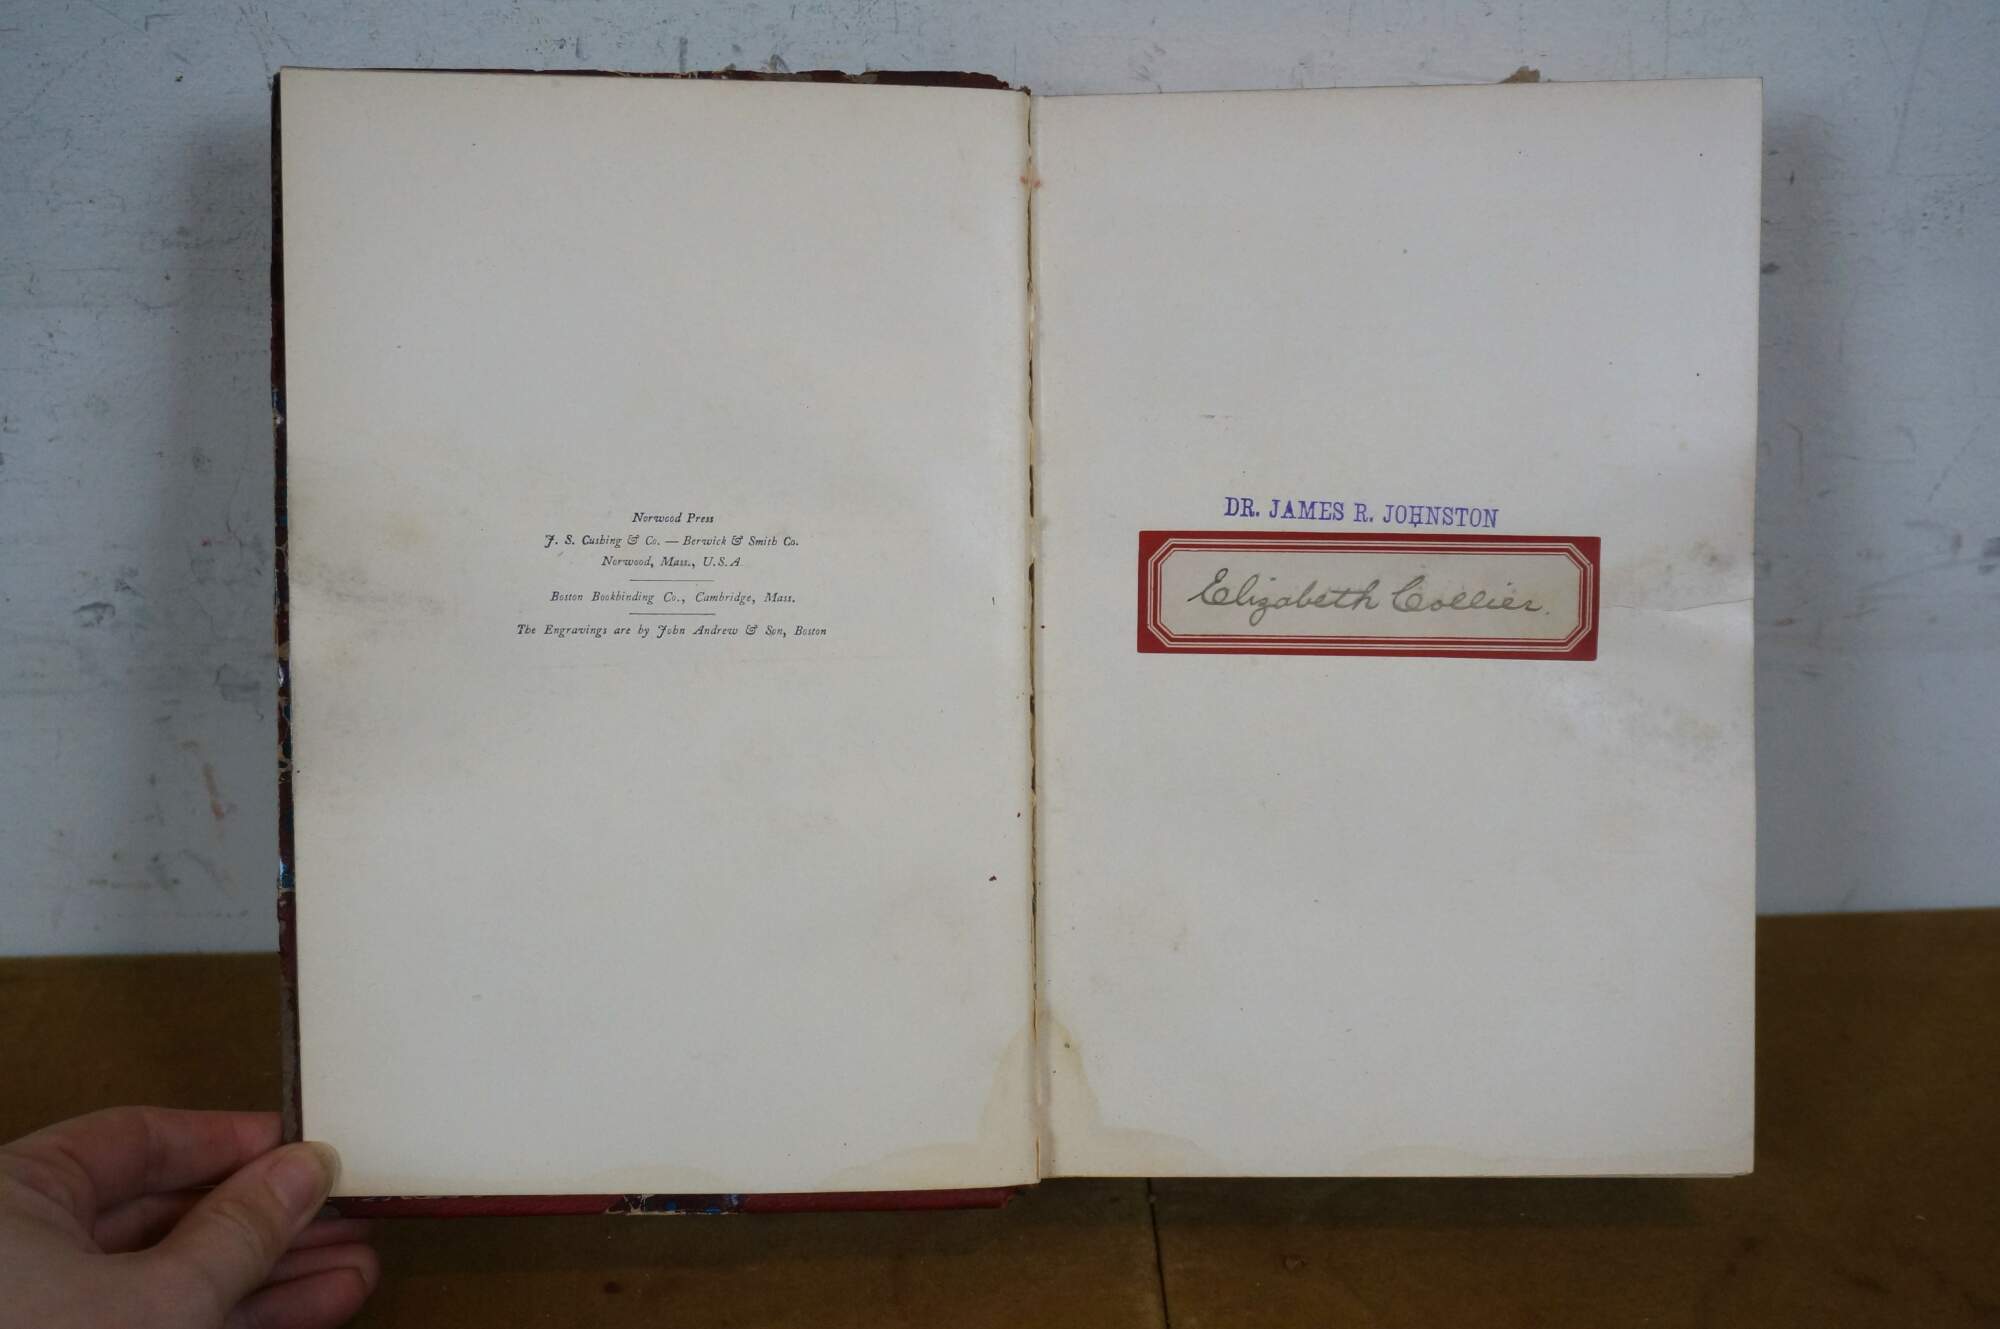 Norwood Press
J. S. Cushing & Co. — Berwick & Smith Co.
Norwood, Mass., U.S.A.
Boston Bookbinding Co., Cambridge, Mass.
The Engravings are by John Andrew & Son, Boston
DR. JAMES R. JOHNSTON
Elizabeth Collier.